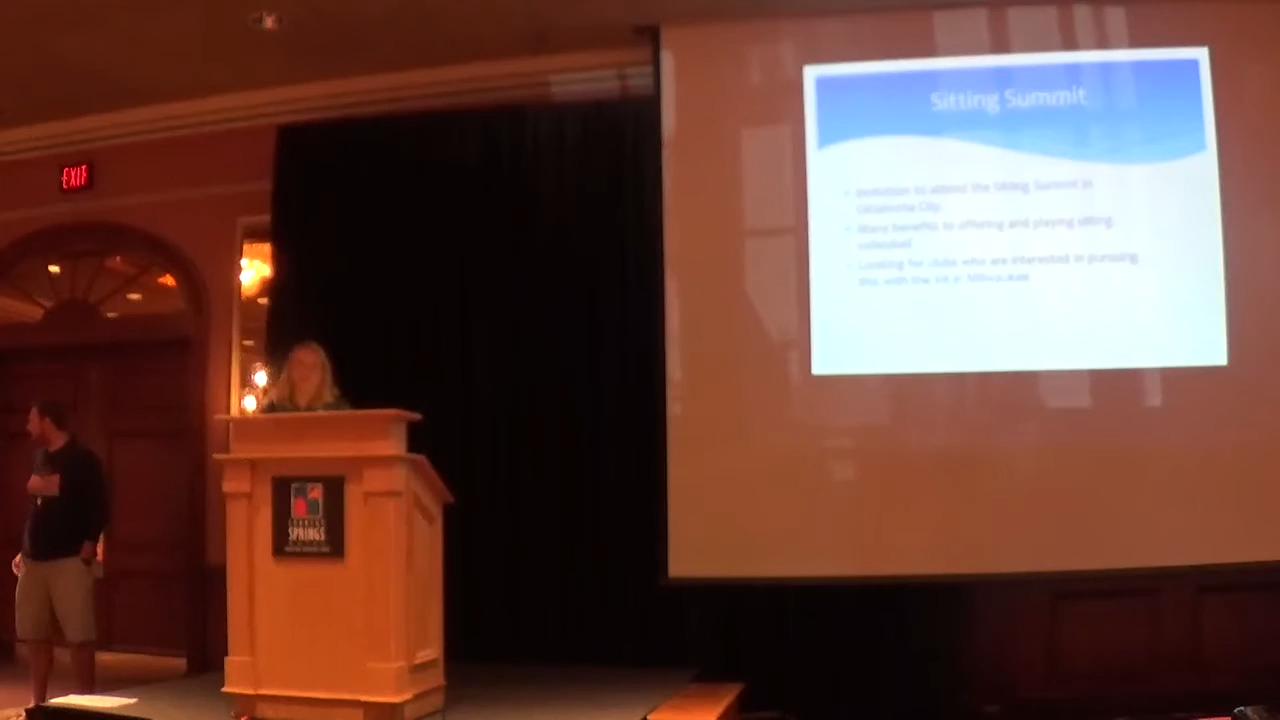 EXIT
Sitting Summit
Invitation to attend the Sitting Summit in
Oklahoma City.
Many benefits to offering and playing sitting
volleyball
Looking for clubs who are interested in pursuing
this with the
SPRINGS